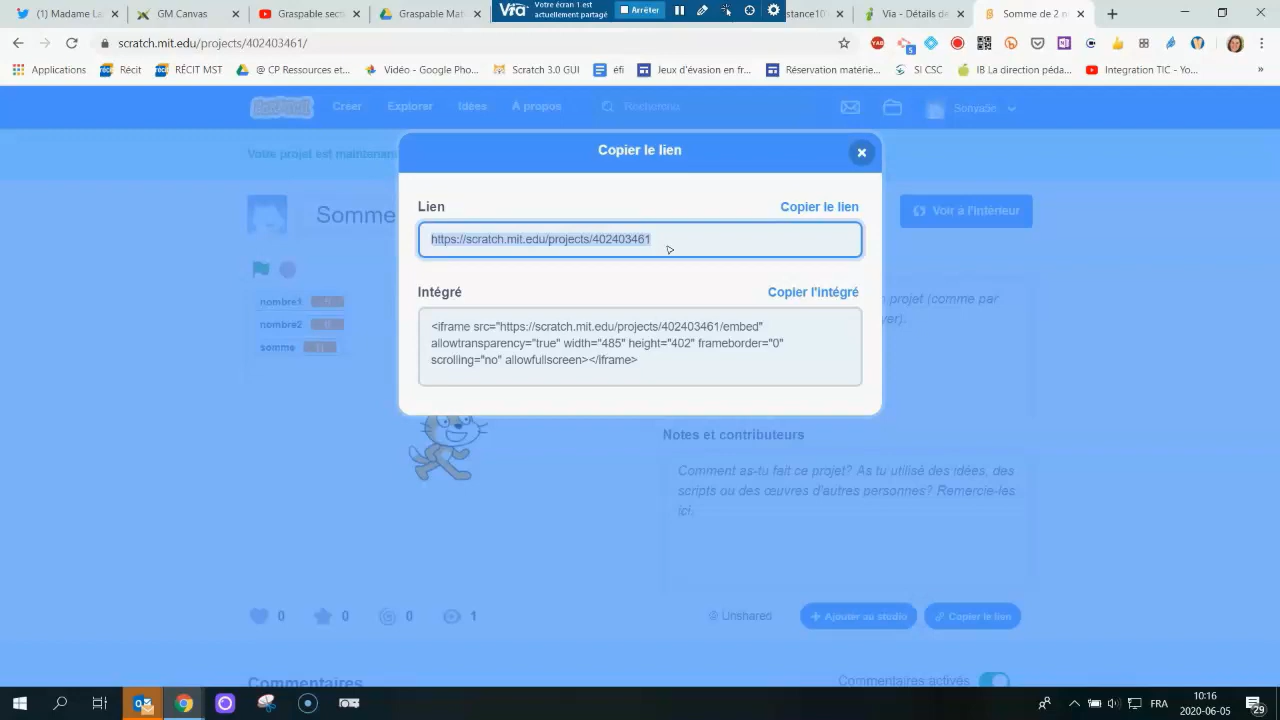 (1) Madame La
GM Canvas
Graspable sect
Graspable Mat
Via
Votre écran 1 est
actuellement partagé
Arrêter
stance10
Via – Détails de
Somme de 2 n
scratch.mit.edu/projects/402403461/
Applications
Récit
RÉCIT MST
@ CP Ressources et...
Vidéo - Google Pho...
Scratch 3.0 GUI
éfi
Jeux d'évasion en fr...
Réservation matérie...
SI CSC
IB La direction péda...
Integration TIC - Yo...
»
SCRATCH
Créer
Explorer
Idées
À propos
Recherche
SonyaSe
Votre projet est maintenant
Copier le lien
Somme
Voir à l'intérieur
Lien
Copier le lien
https://scratch.mit.edu/projects/402403461
Intégré
Copier l'intégré
<iframe src="https://scratch.mit.edu/projects/402403461/embed"
allowtransparency="true" width="485" height="402" frameborder="0"
scrolling="no" allowfullscreen></iframe>
nombre1
nombre2
somme
n projet (comme par
ver).
Notes et contributeurs
Comment as-tu fait ce projet? As tu utilisé des idées, des
scripts ou des œuvres d'autres personnes? Remercie-les
ici.
0
0
0
1
Unshared
Ajouter au studio
Copier le lien
Commentaires
Commentaires activés
FRA
10:16
2020-06-05
29